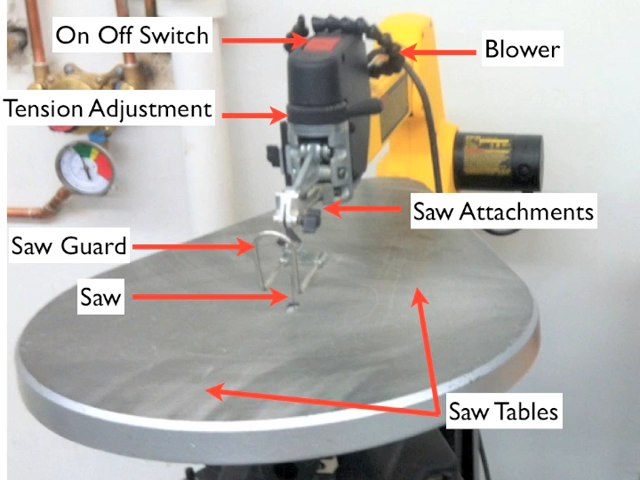 On Off Switch
Blower
Tension Adjustment
Saw Attachments
Saw Guard
Saw
Saw Tables